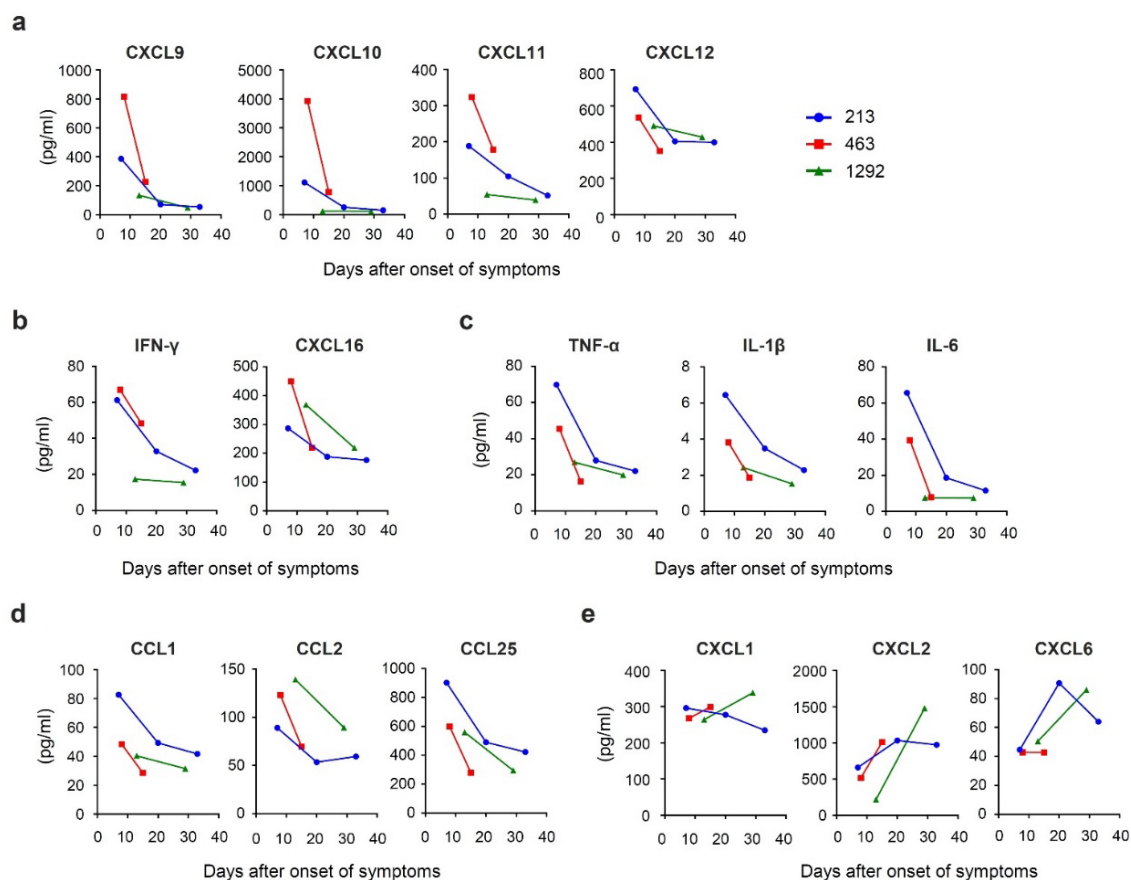 a
CXCL9
CXCL10
CXCL11
CXCL12
(pg/ml)
1000
800
600
400
200
0
5000
4000
3000
2000
1000
0
400
300
200
100
0
800
600
400
200
0
0 10 20 30 40
0 10 20 30 40
0 10 20 30 40
0 10 20 30 40
213
463
1292
Days after onset of symptoms
b
IFN-γ
CXCL16
(pg/ml)
80
60
40
20
0
500
400
300
200
100
0
0 10 20 30 40
0 10 20 30 40
Days after onset of symptoms
c
TNF-α
IL-1β
IL-6
(pg/ml)
80
60
40
20
0
8
6
4
2
0
80
60
40
20
0
0 10 20 30 40
0 10 20 30 40
0 10 20 30 40
Days after onset of symptoms
d
CCL1
CCL2
CCL25
(pg/ml)
100
80
60
40
20
0
150
100
50
0
1000
800
600
400
200
0
0 10 20 30 40
0 10 20 30 40
0 10 20 30 40
Days after onset of symptoms
e
CXCL1
CXCL2
CXCL6
(pg/ml)
400
300
200
100
0
2000
1500
1000
500
0
100
80
60
40
20
0
0 10 20 30 40
0 10 20 30 40
0 10 20 30 40
Days after onset of symptoms